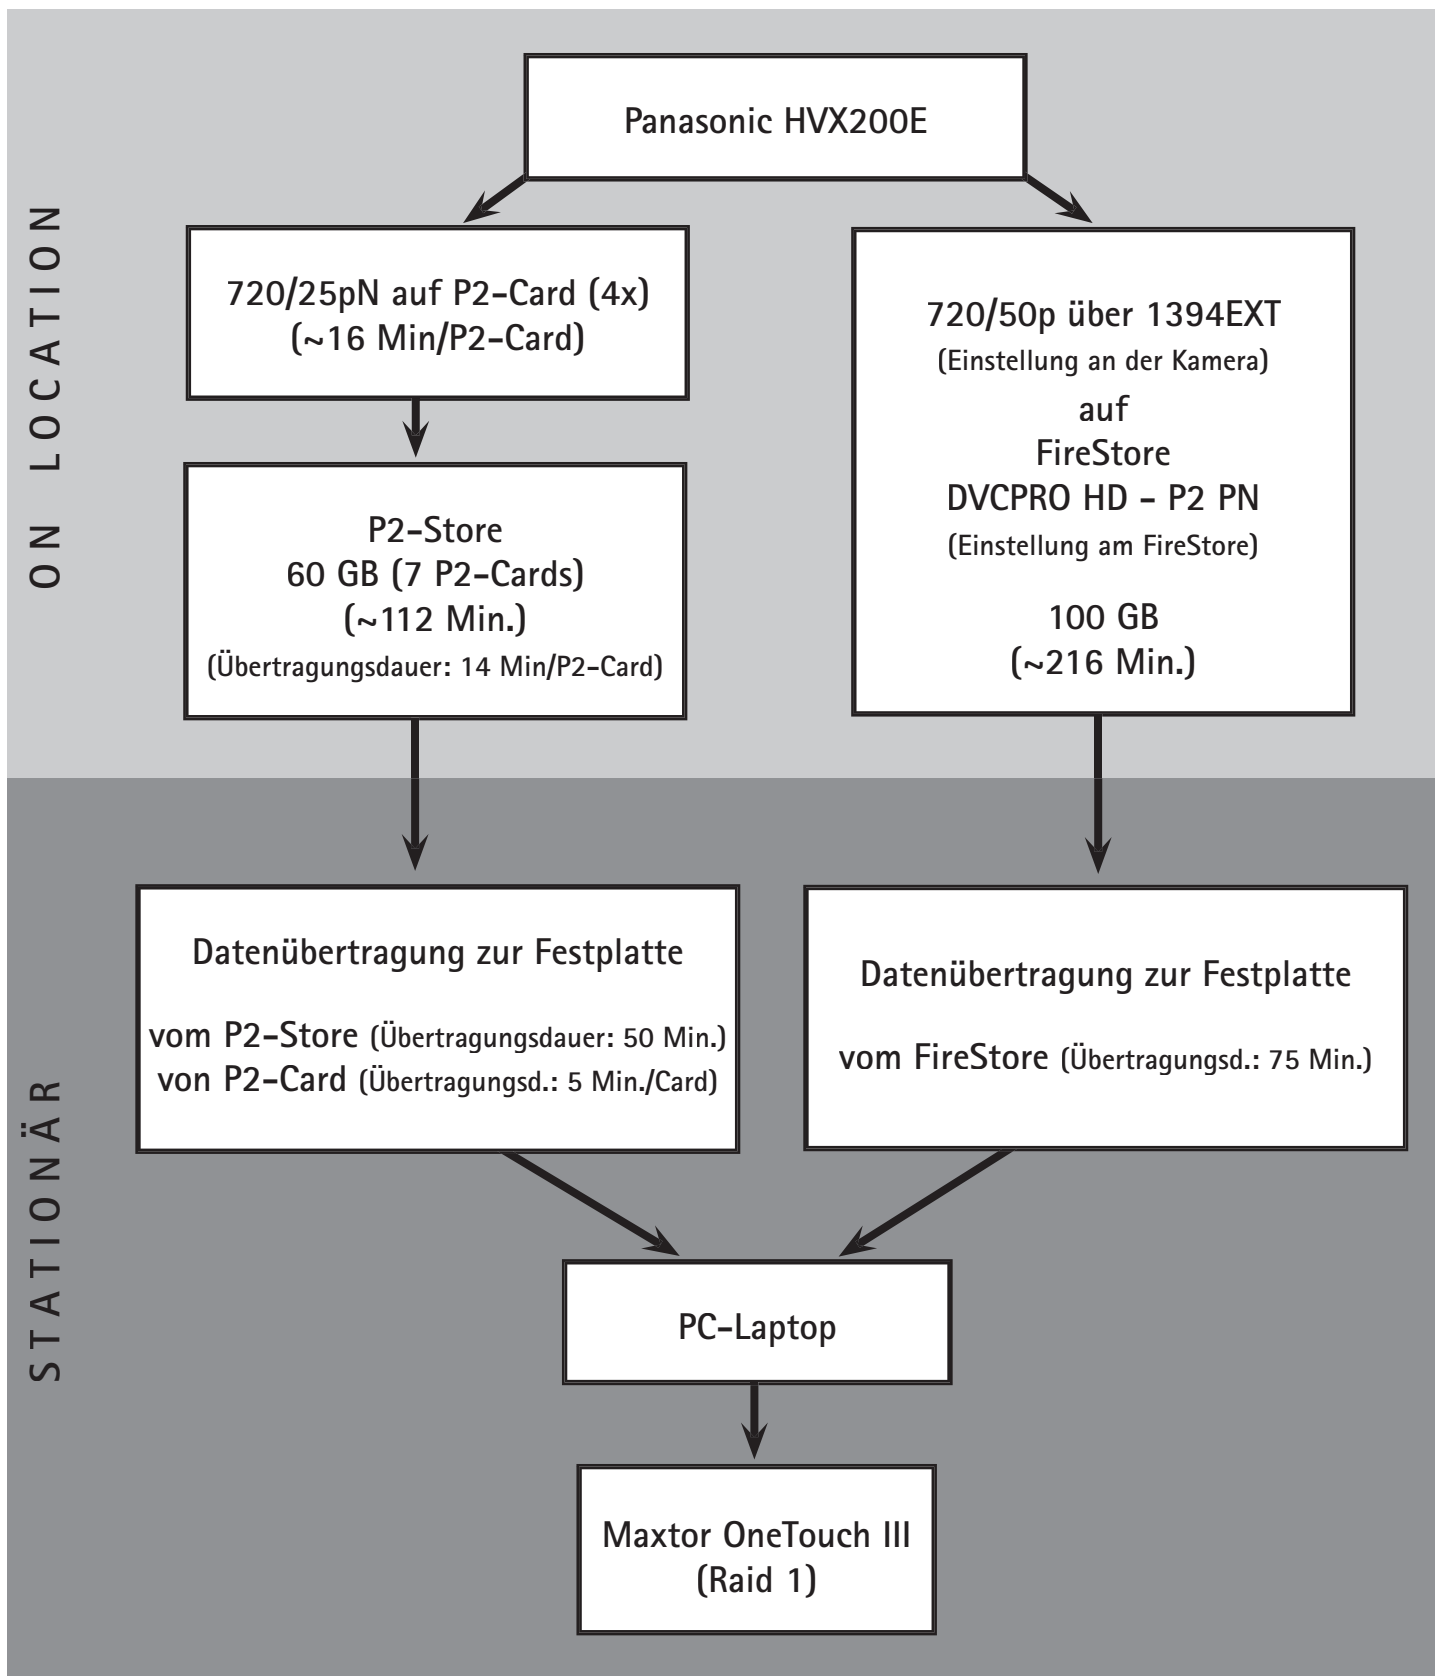 ON LOCATION
Panasonic HVX200E
720/25pN auf P2-Card (4x)
(~16 Min/P2-Card)
P2-Store
60 GB (7 P2-Cards)
(~112 Min.)
(Übertragungsdauer: 14 Min/P2-Card)
720/50p über 1394EXT
(Einstellung an der Kamera)
auf
FireStore
DVCPRO HD - P2 PN
(Einstellung am FireStore)
100 GB
(~216 Min.)
STATIONÄR
Datenübertragung zur Festplatte
vom P2-Store (Übertragungsdauer: 50 Min.)
von P2-Card (Übertragungsd.: 5 Min./Card)
Datenübertragung zur Festplatte
vom FireStore (Übertragungsd.: 75 Min.)
PC-Laptop
Maxtor OneTouch III
(Raid 1)